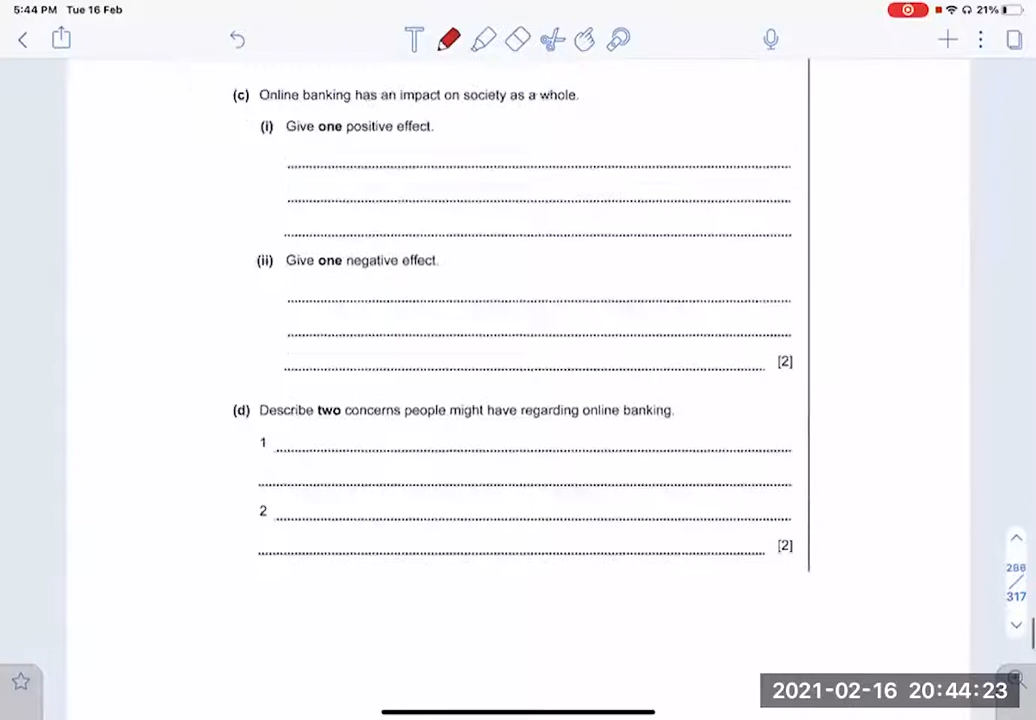 5:44 PM Tue 16 Feb
21%
(c) Online banking has an impact on society as a whole.
(i) Give one positive effect.
(ii) Give one negative effect.
[2]
(d) Describe two concerns people might have regarding online banking.
1
2
[2]
286
317
2021-02-16 20:44:23